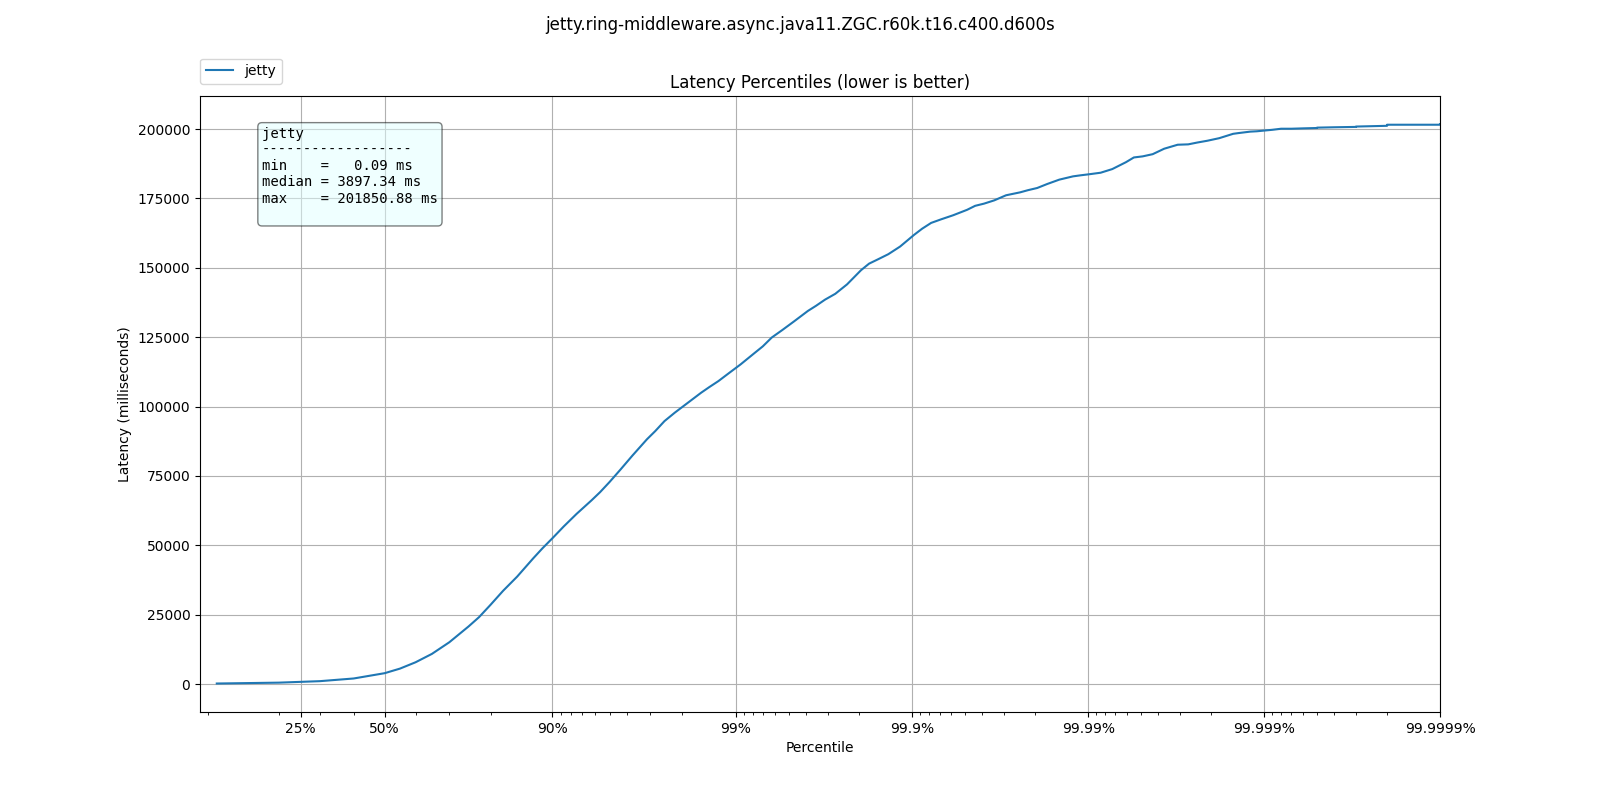 jetty.ring-middleware.async.java11.ZGC.r60k.t16.c400.d600s
jetty
Latency Percentiles (lower is better)
jetty
------------------
min    =   0.09 ms
median = 3897.34 ms
max    = 201850.88 ms
200000
175000
150000
125000
100000
75000
50000
25000
0
Latency (milliseconds)
25% 50% 90% 99% 99.9% 99.99% 99.999% 99.9999%
Percentile